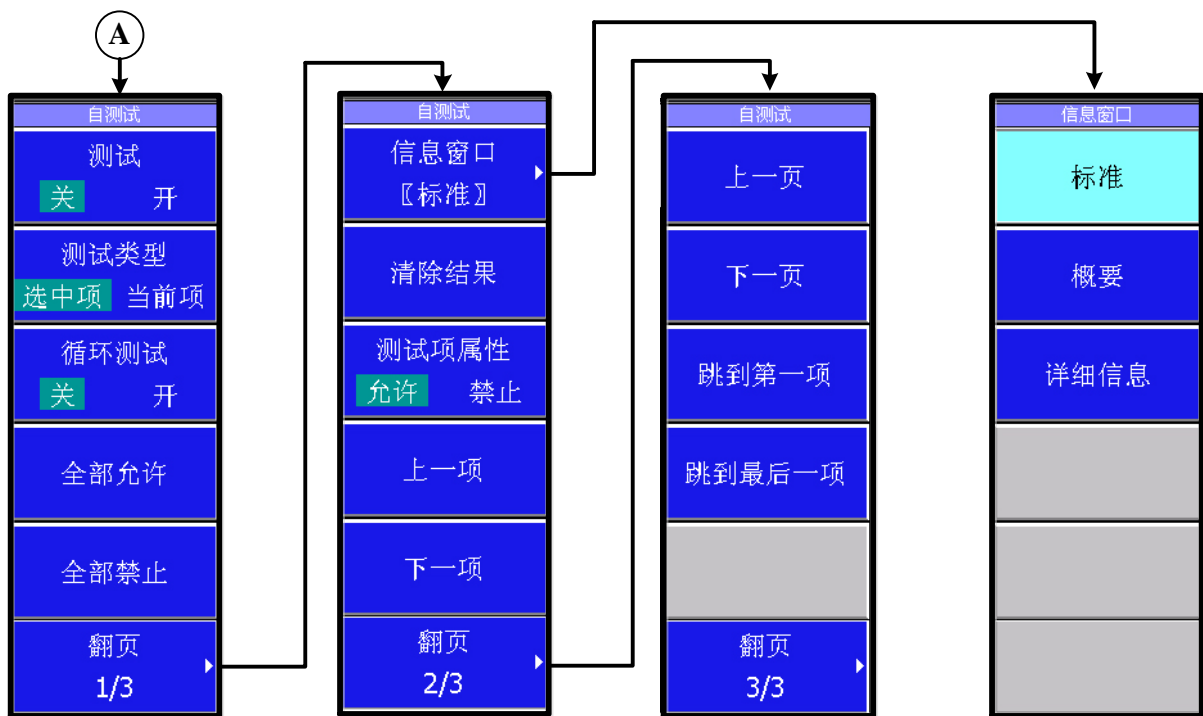 A
自测试
测试
关 开
测试类型
选中项 当前项
循环测试
关 开
全部允许
全部禁止
翻页
1/3
自测试
信息窗口
〖标准〗
清除结果
测试项属性
允许 禁止
上一项
下一项
翻页
2/3
自测试
上一页
下一页
跳到第一项
跳到最后一项
翻页
3/3
信息窗口
标准
概要
详细信息